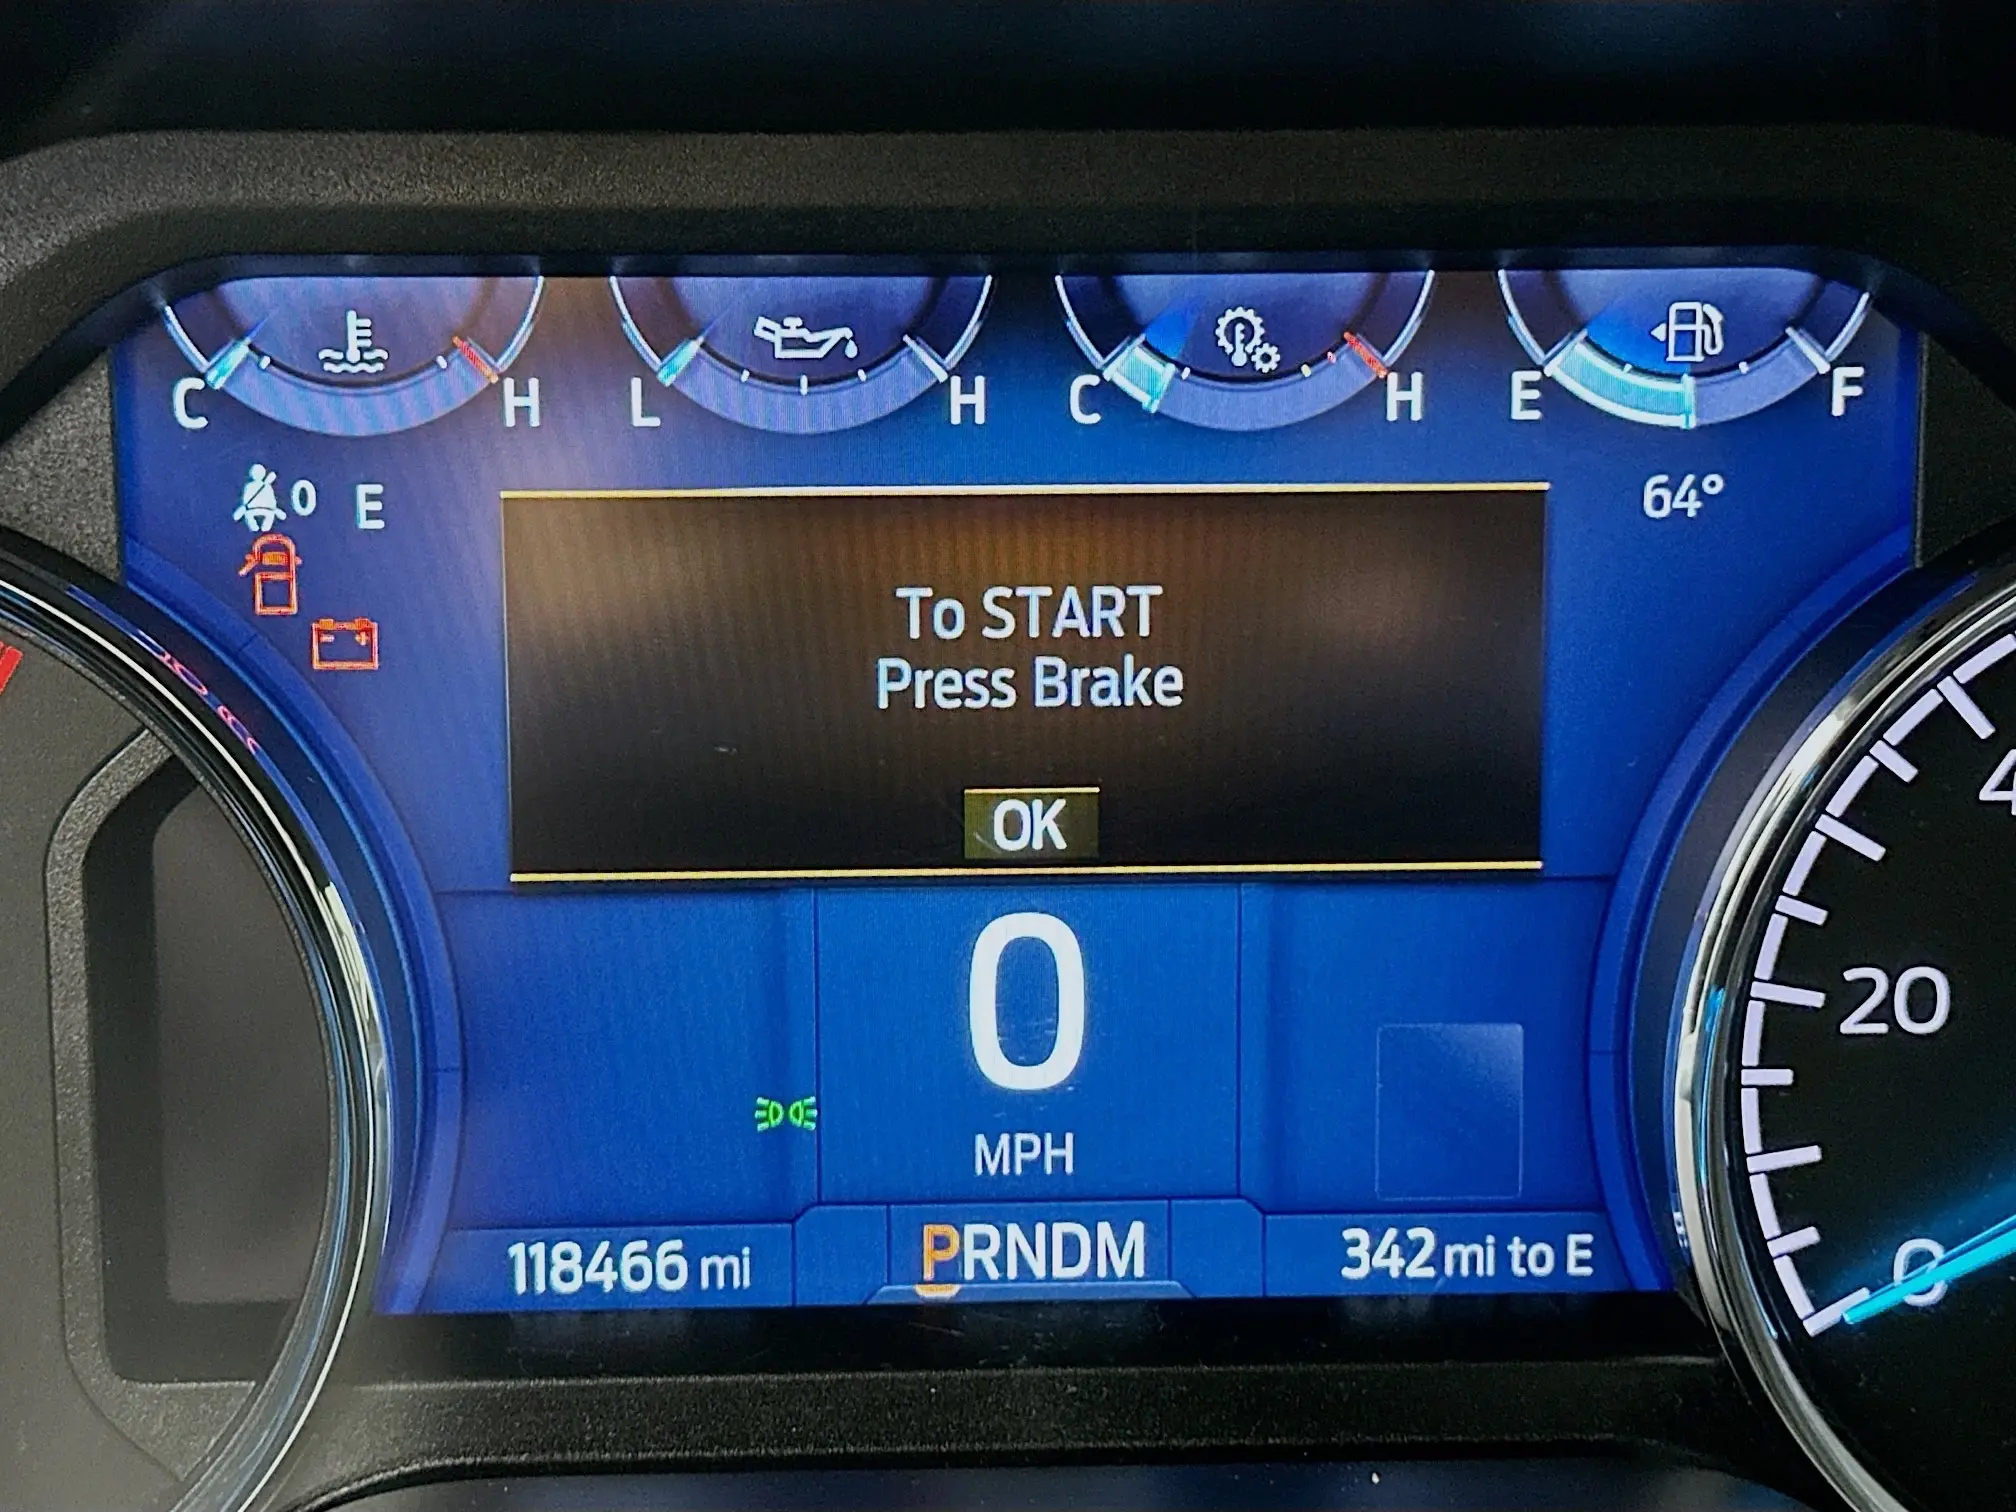 C H L H C H E F
0 E 64°
To START
Press Brake
OK
0
MPH
20
0
118466 mi PRNDM 342 mi to E